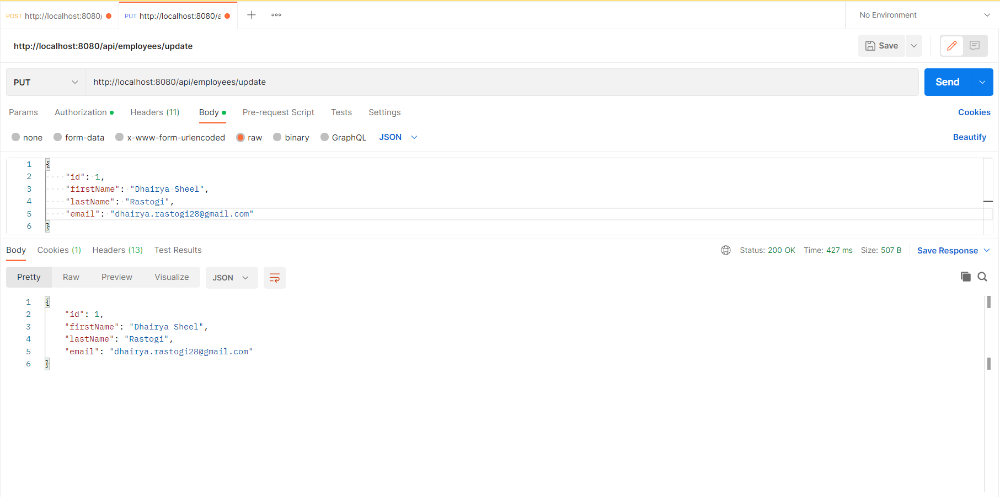 POST http://localhost:8080/ PUT http://localhost:8080/a No Environment
http://localhost:8080/api/employees/update Save
PUT http://localhost:8080/api/employees/update Send
Params Authorization Headers (11) Body Pre-request Script Tests Settings Cookies
none form-data x-www-form-urlencoded raw binary GraphQL JSON Beautify
1 {
2 "id": 1,
3 "firstName": "Dhairya Sheel",
4 "lastName": "Rastogi",
5 "email": "dhairya.rastogi28@gmail.com"
6 }
Body Cookies (1) Headers (13) Test Results Status: 200 OK Time: 427 ms Size: 507 B Save Response
Pretty Raw Preview Visualize JSON
1 {
2 "id": 1,
3 "firstName": "Dhairya Sheel",
4 "lastName": "Rastogi",
5 "email": "dhairya.rastogi28@gmail.com"
6 }